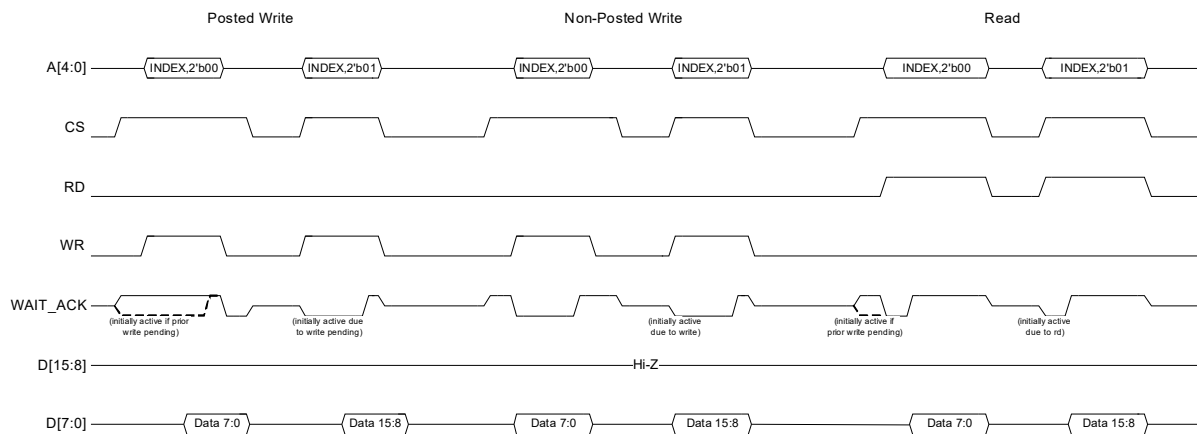 Posted Write Non-Posted Write Read
A[4:0] INDEX,2'b00 INDEX,2'b01 INDEX,2'b00 INDEX,2'b01 INDEX,2'b00 INDEX,2'b01
CS
RD
WR
WAIT_ACK
(initially active if prior
write pending)
(initially active due
to write pending)
(initially active
due to write)
(initially active if
prior write pending)
(initially active
due to rd)
D[15:8] Hi-Z
D[7:0] Data 7:0 Data 15:8 Data 7:0 Data 15:8 Data 7:0 Data 15:8